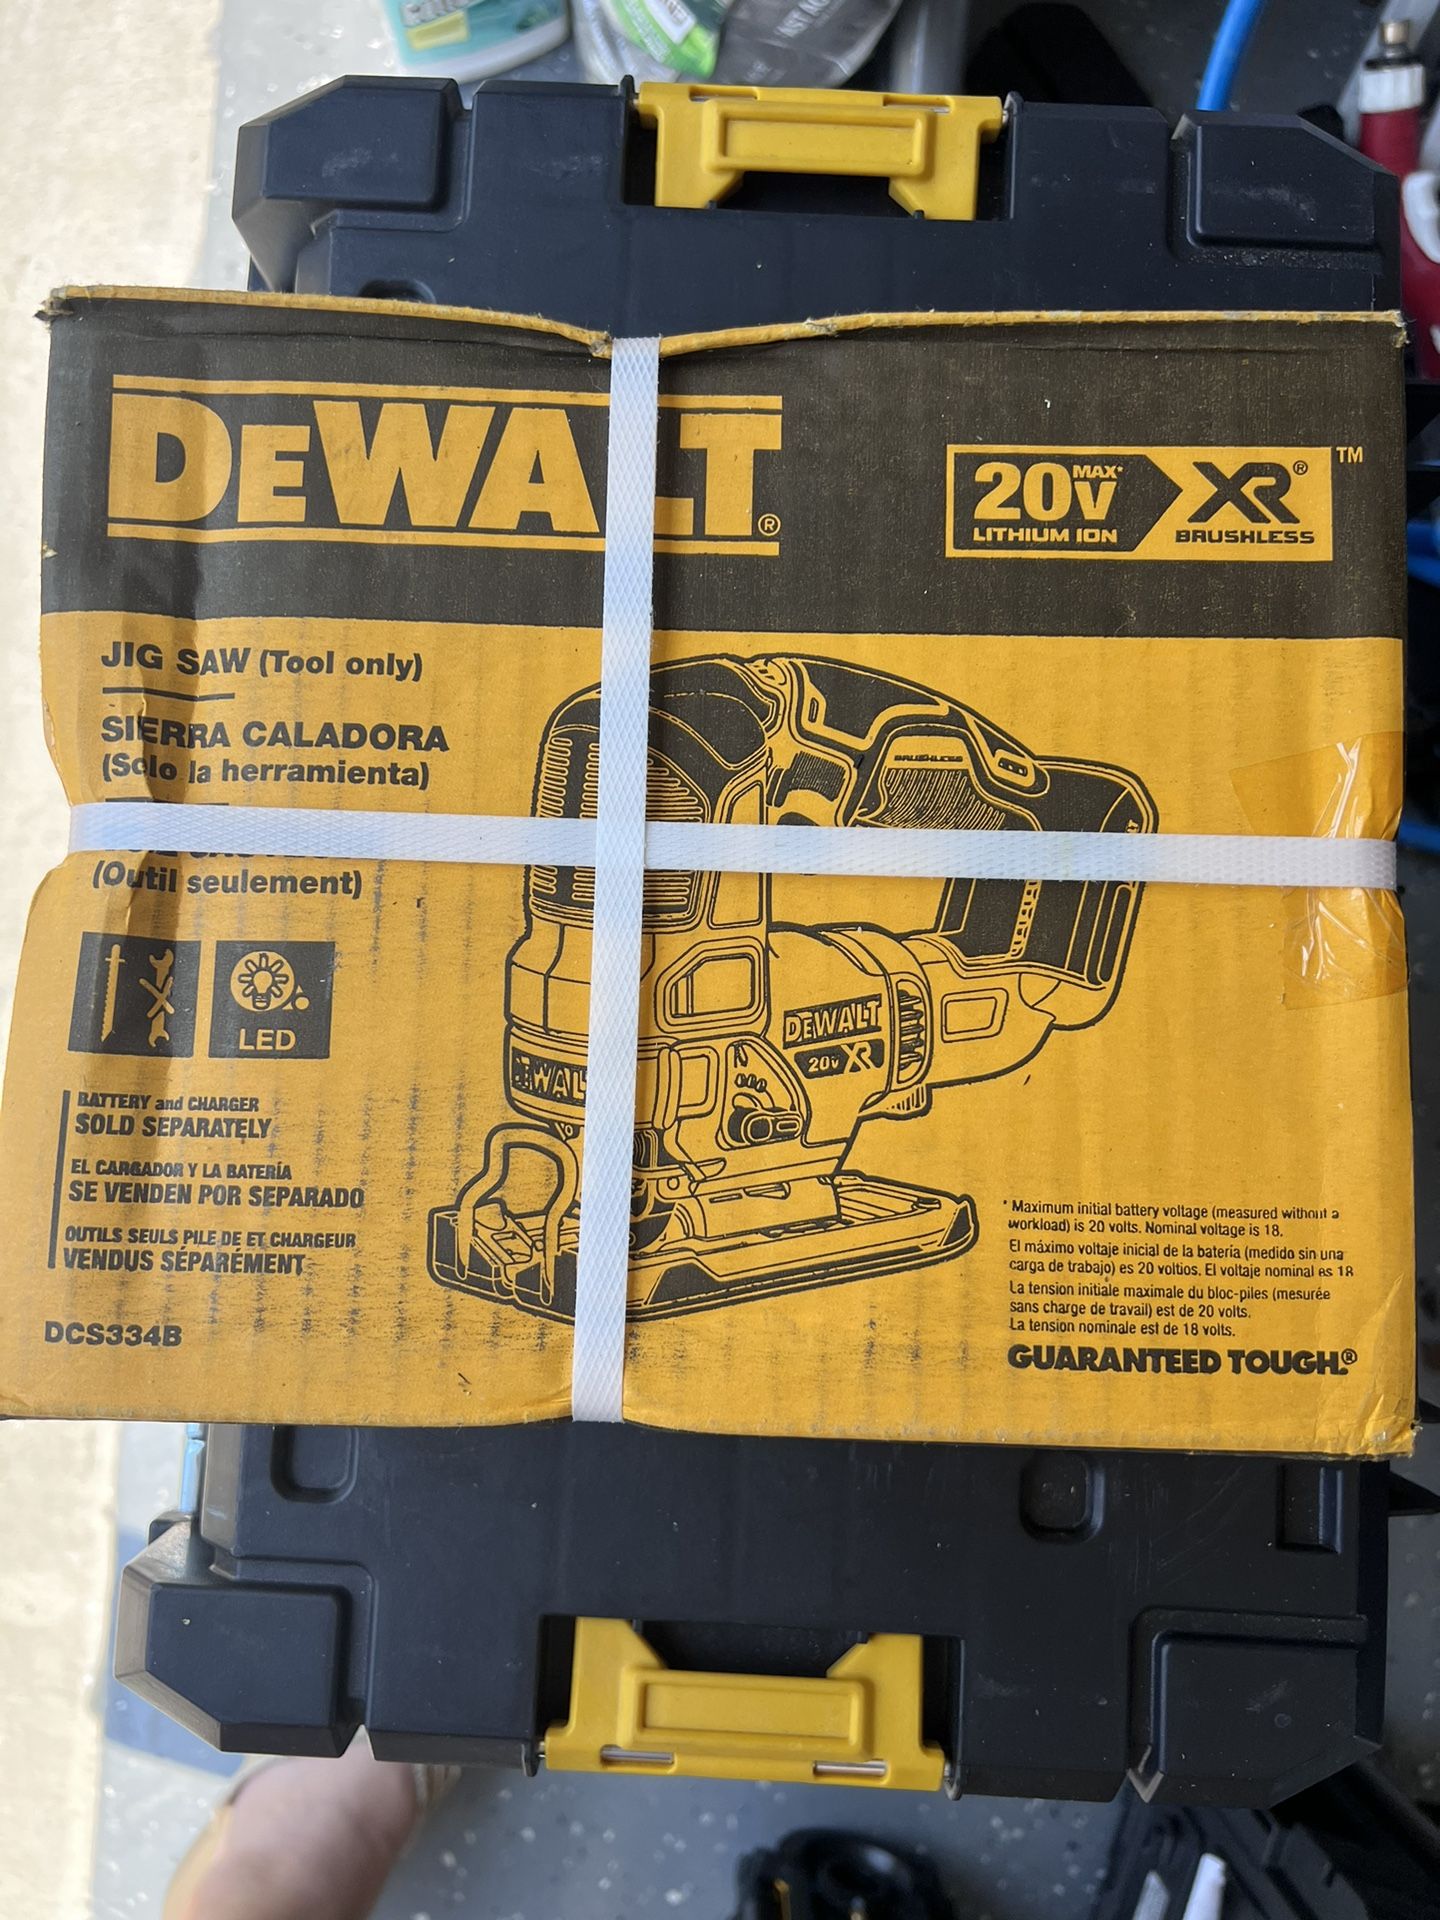 DEWALT®
20V MAX* LITHIUM ION XR® BRUSHLESS ™
JIG SAW (Tool only)
SIERRA CALADORA
(Solo la herramienta)
(Outil seulement)
BRUSHLESS
DEWALT
20V XR
DEWALT
LED
BATTERY and CHARGER
SOLD SEPARATELY
EL CARGADOR Y LA BATERÍA
SE VENDEN POR SEPARADO
OUTILS SEULS PILE DE ET CHARGEUR
VENDUS SÉPARÉMENT
DCS334B
* Maximum initial battery voltage (measured without a
workload) is 20 volts. Nominal voltage is 18.
El máximo voltaje inicial de la batería (medido sin una
carga de trabajo) es 20 voltios. El voltaje nominal es 18
La tension initiale maximale du bloc-piles (mesurée
sans charge de travail) est de 20 volts.
La tension nominale est de 18 volts.
GUARANTEED TOUGH.®